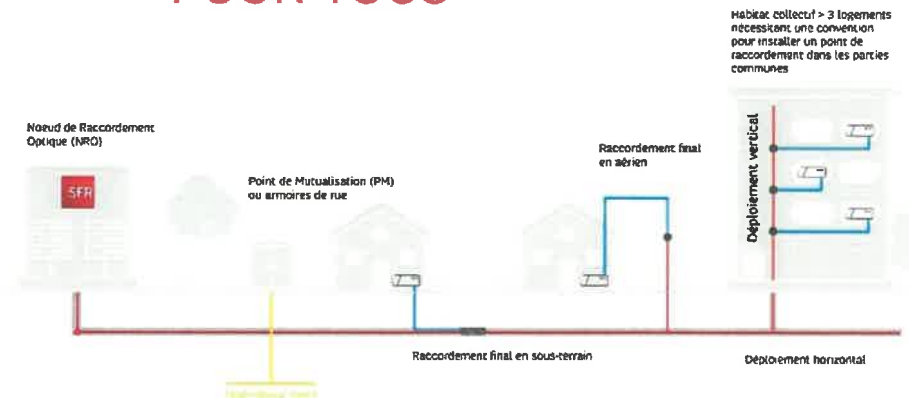 POUR TOUS
Habitat collectif > 3 logements
nécessitant une convention
pour installer un point de
raccordement dans les parties
communes
Noeud de Raccordement
Optique (NRO)
SFR
Point de Mutualisation (PM)
ou armoires de rue
Raccordement final
en aérien
Déploiement vertical
Raccordement final en sous-terrain
Déploiement horizontal